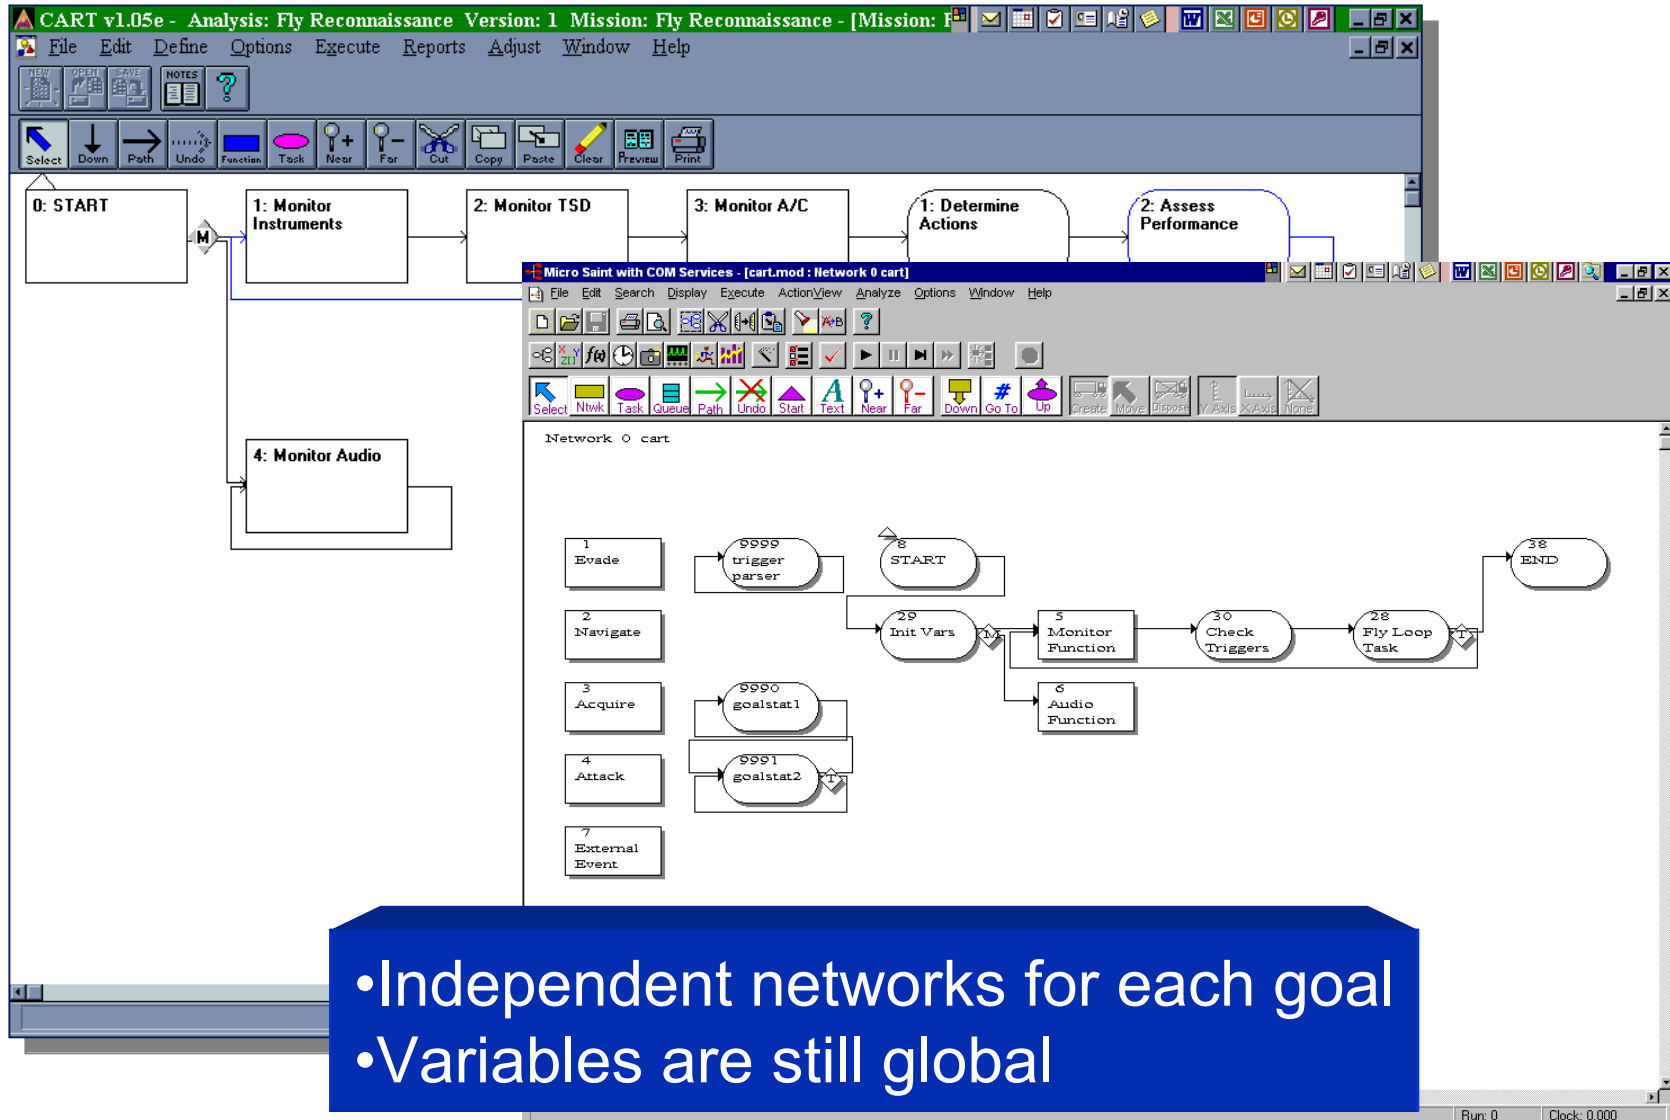 CART v1.05e - Analysis: Fly Reconnaissance Version: 1 Mission: Fly Reconnaissance - [Mission: F
File Edit Define Options Execute Reports Adjust Window Help
NEW OPEN SAVE NOTES
Select Down Path Undo Function Task Near Far Cut Copy Paste Clear Preview Print
0: START
M
1: Monitor
Instruments
2: Monitor TSD
3: Monitor A/C
1: Determine
Actions
2: Assess
Performance
4: Monitor Audio
Micro Saint with COM Services - [cart.mod : Network 0 cart]
File Edit Search Display Execute ActionView Analyze Options Window Help
Select Ntwk Task Queue Path Undo Start Text Near Far Down Go To Up Create Move Dispose Y Axis X Axis None
Network 0 cart
1
Evade
9999
trigger
parser
8
START
38
END
2
Navigate
29
Init Vars
M
5
Monitor
Function
30
Check
Triggers
28
Fly Loop
Task
T
3
Acquire
9990
goalstat1
6
Audio
Function
4
Attack
9991
goalstat2
T
7
External
Event
•Independent networks for each goal
•Variables are still global
Run: 0 Clock: 0.000